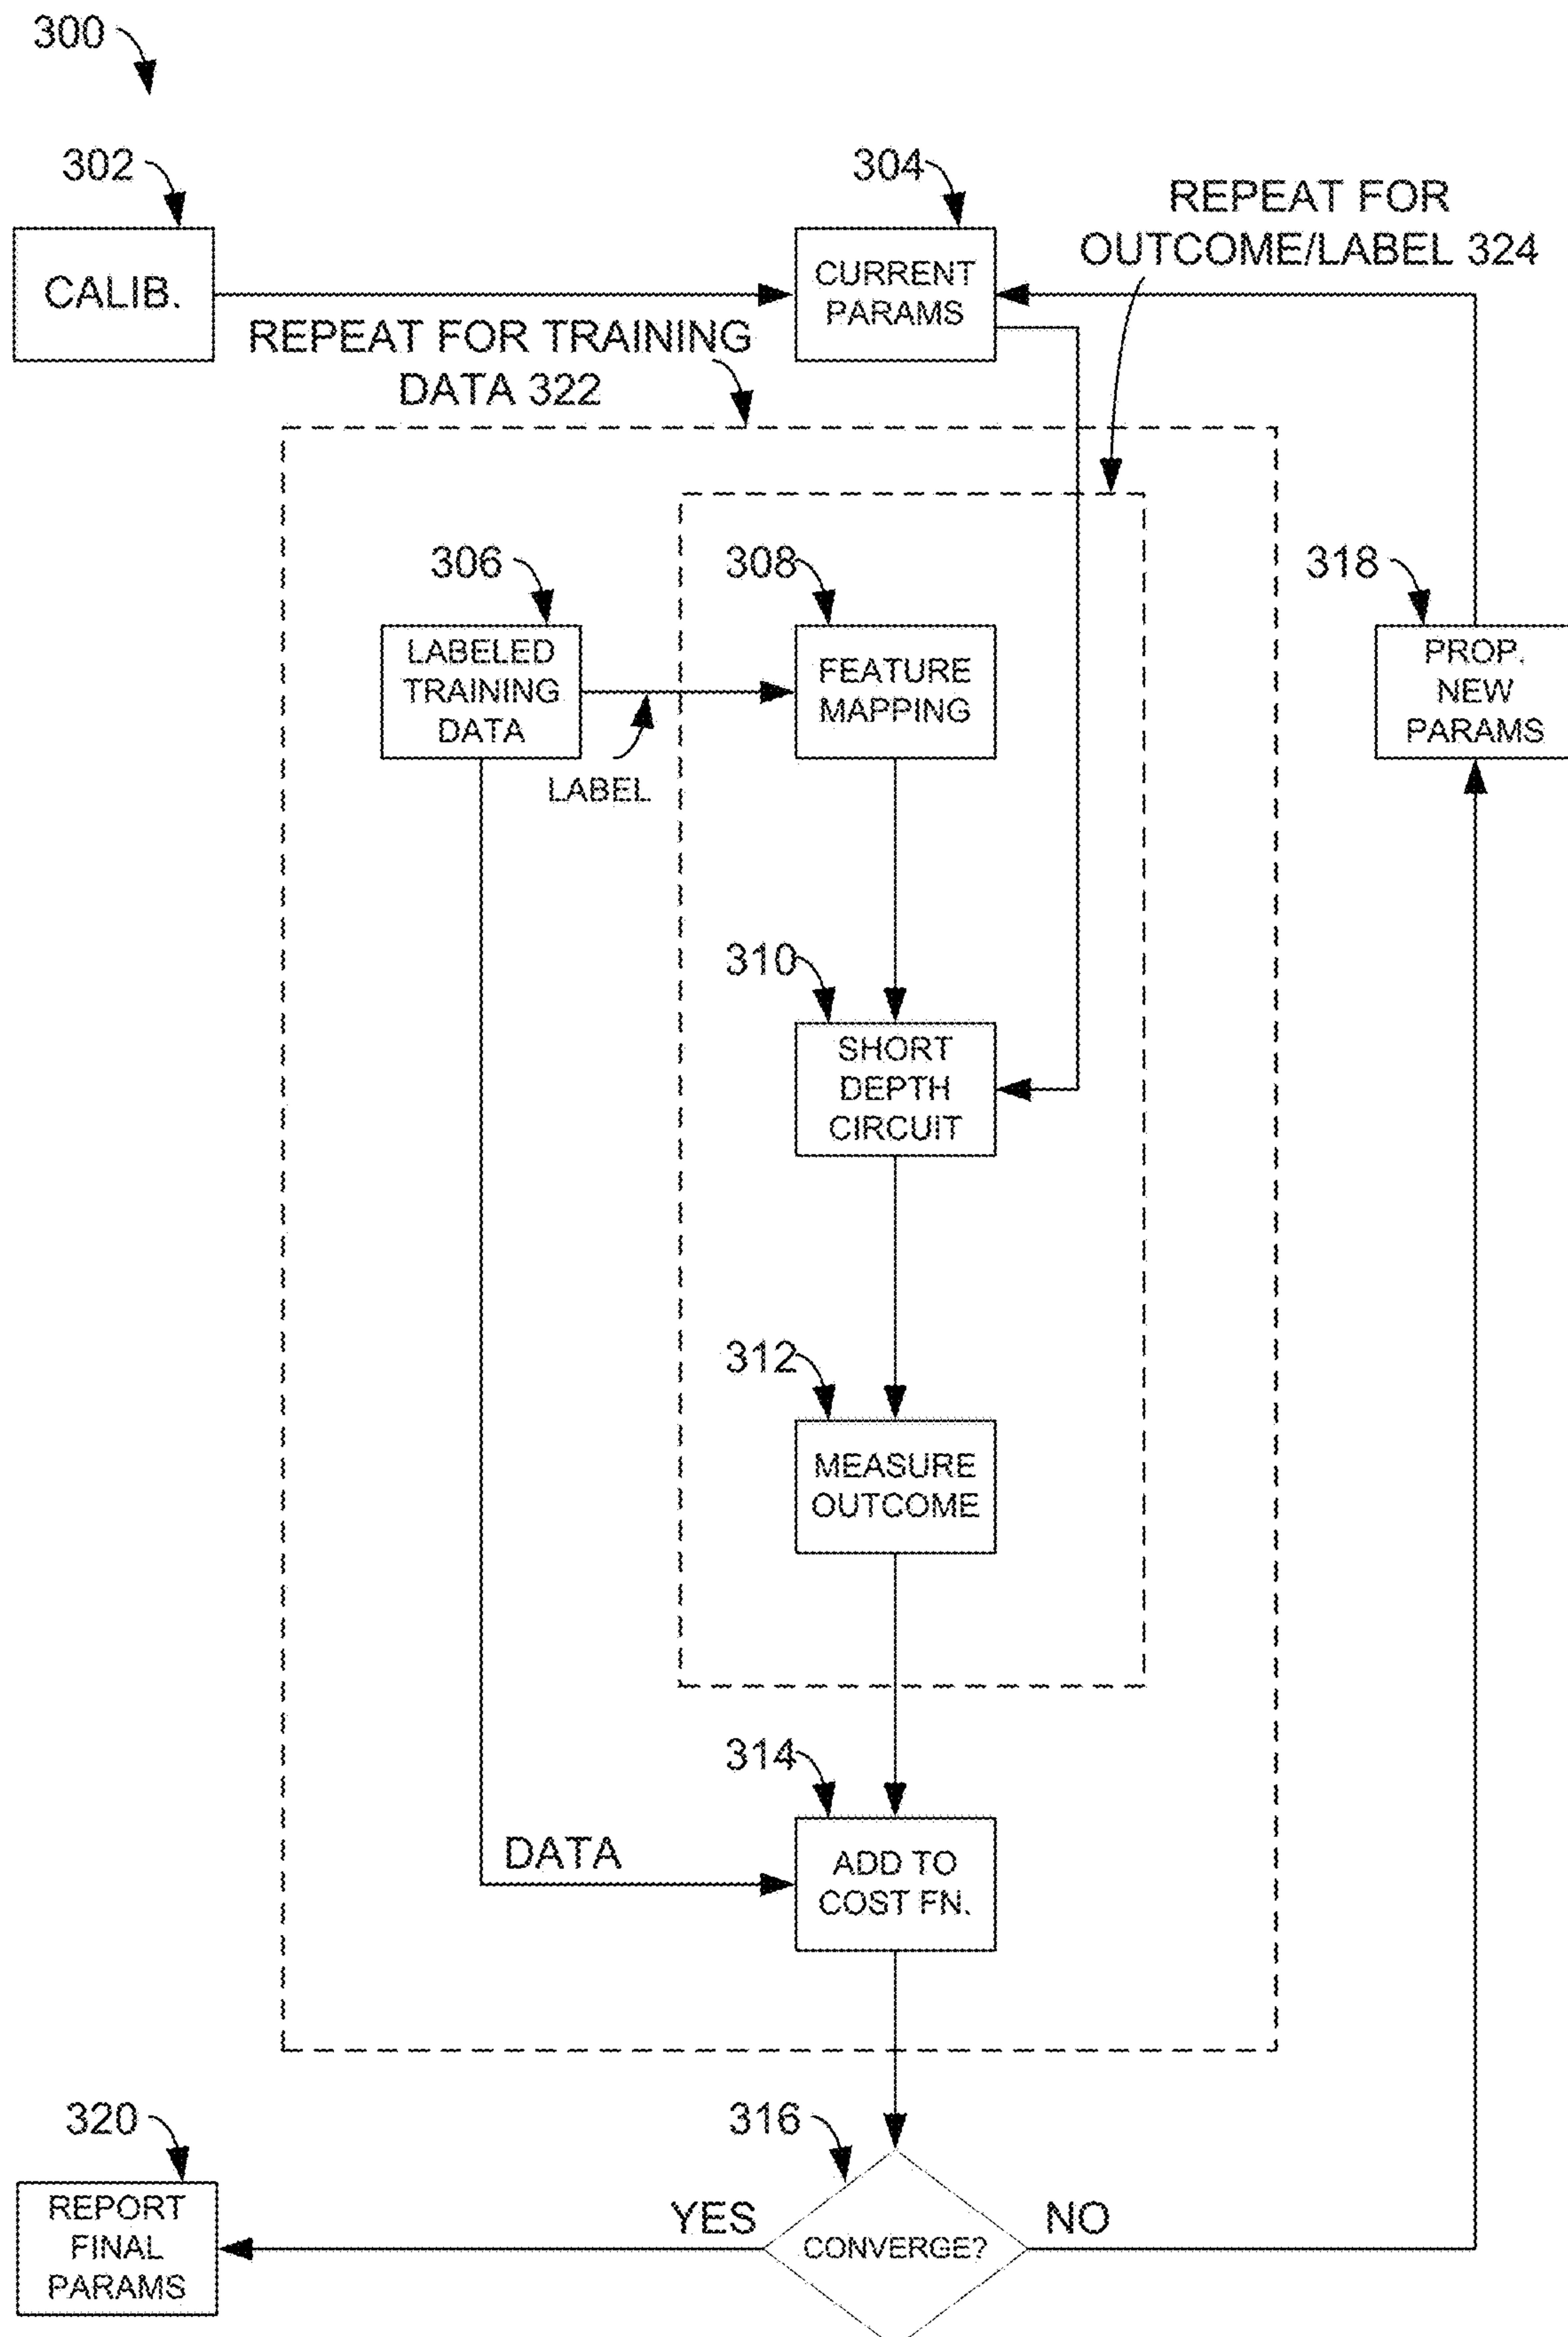 300
302
304
REPEAT FOR
OUTCOME/LABEL 324
CALIB.
CURRENT
PARAMS
REPEAT FOR TRAINING
DATA 322
306
308
318
LABELED
TRAINING
DATA
FEATURE
MAPPING
PROP.
NEW
PARAMS
LABEL
310
SHORT
DEPTH
CIRCUIT
312
MEASURE
OUTCOME
314
DATA
ADD TO
COST FN.
320
316
REPORT
FINAL
PARAMS
YES
CONVERGE?
NO